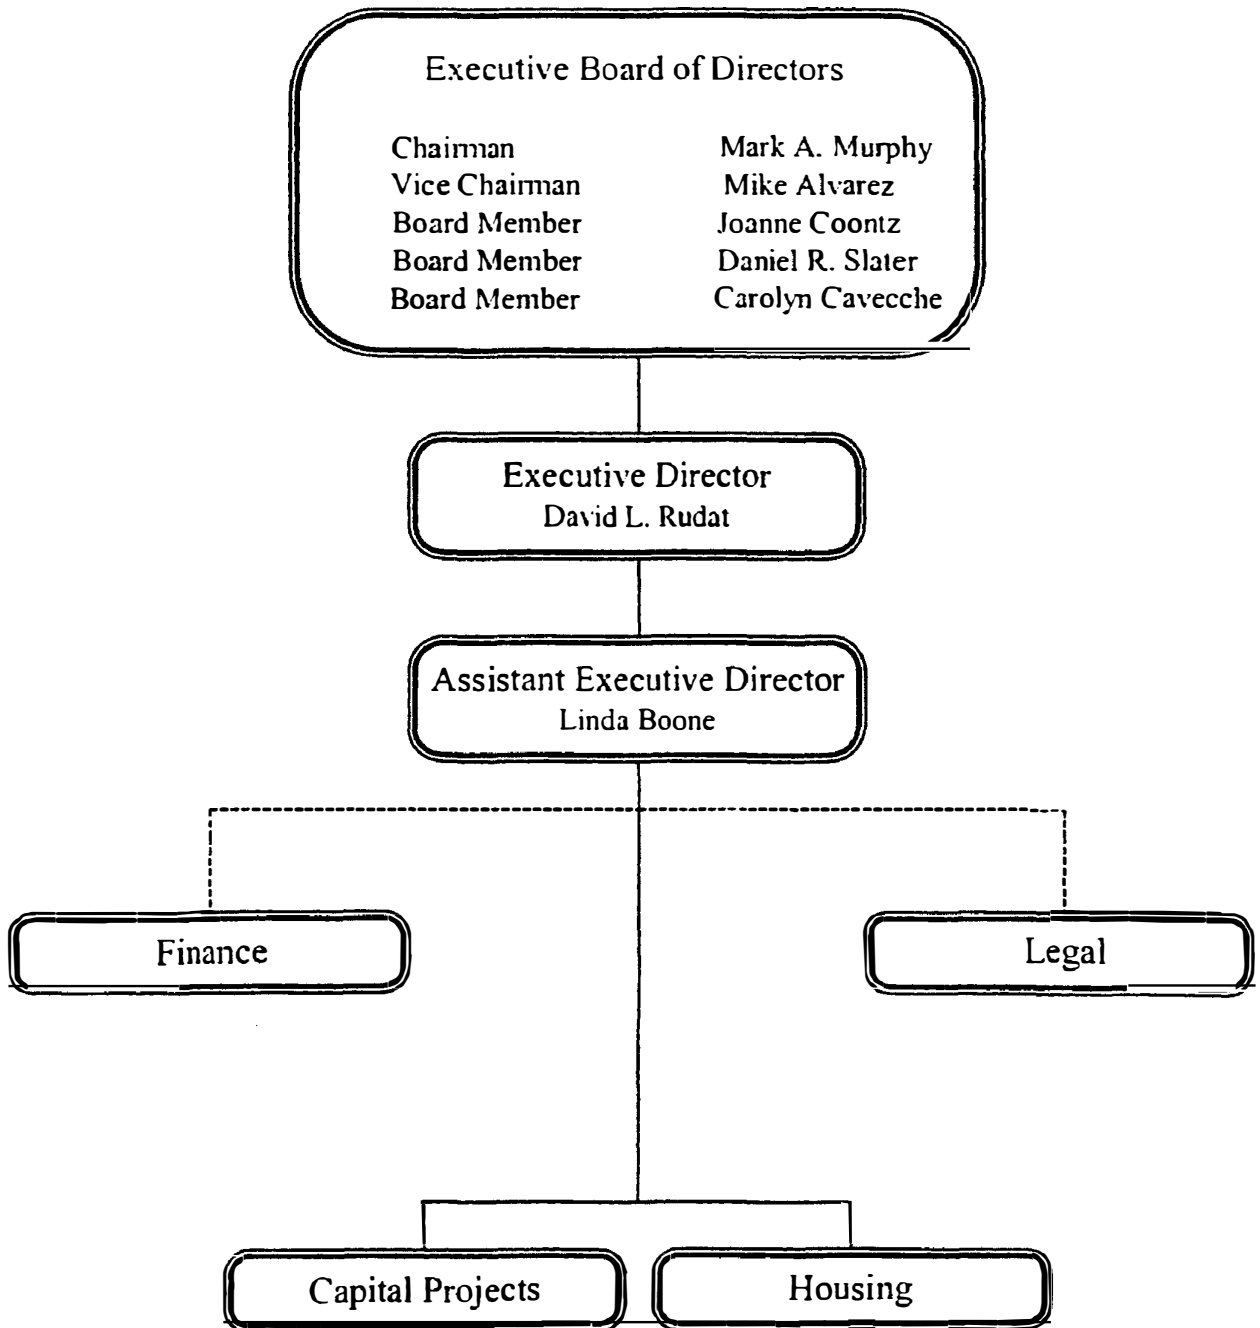 Executive Board of Directors
Chairman Mark A. Murphy
Vice Chairman Mike Alvarez
Board Member Joanne Coontz
Board Member Daniel R. Slater
Board Member Carolyn Cavecche
Executive Director
David L. Rudat
Assistant Executive Director
Linda Boone
Finance
Legal
Capital Projects
Housing